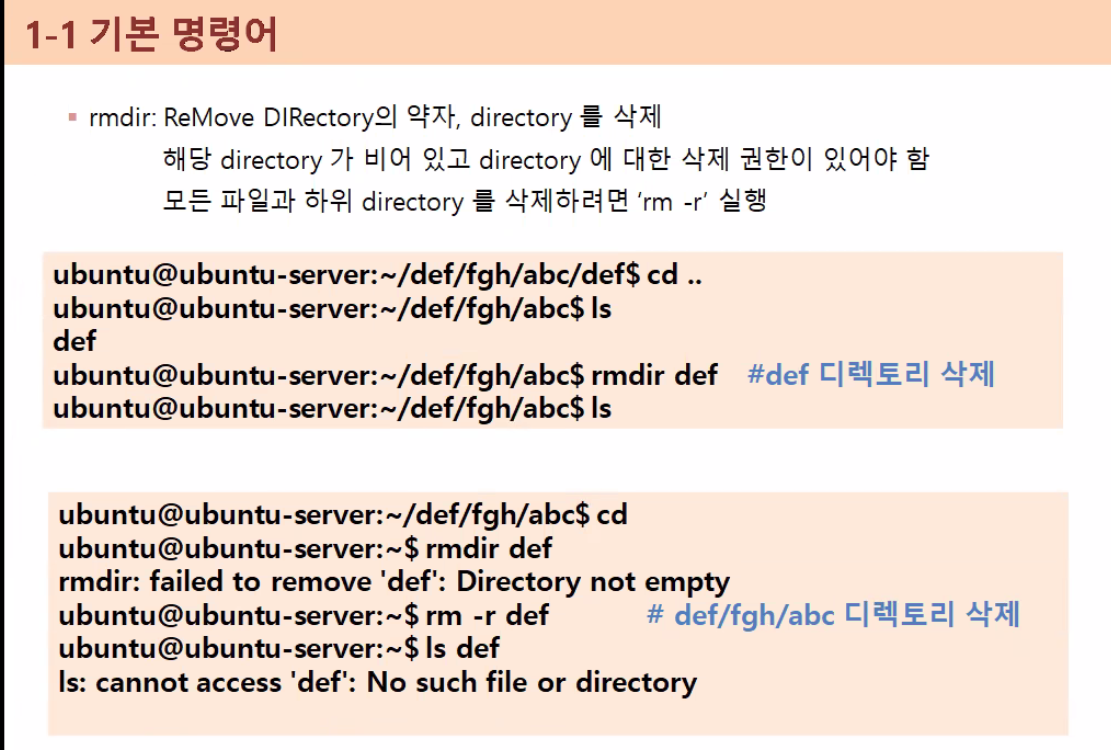 1-1 기본 명령어
▪ rmdir: ReMove DIRectory의 약자, directory 를 삭제
해당 directory 가 비어 있고 directory 에 대한 삭제 권한이 있어야 함
모든 파일과 하위 directory 를 삭제하려면 ‘rm -r’ 실행
ubuntu@ubuntu-server:~/def/fgh/abc/def$ cd ..
ubuntu@ubuntu-server:~/def/fgh/abc$ ls
def
ubuntu@ubuntu-server:~/def/fgh/abc$ rmdir def #def 디렉토리 삭제
ubuntu@ubuntu-server:~/def/fgh/abc$ ls
ubuntu@ubuntu-server:~/def/fgh/abc$ cd
ubuntu@ubuntu-server:~$ rmdir def
rmdir: failed to remove 'def': Directory not empty
ubuntu@ubuntu-server:~$ rm -r def # def/fgh/abc 디렉토리 삭제
ubuntu@ubuntu-server:~$ ls def
ls: cannot access 'def': No such file or directory